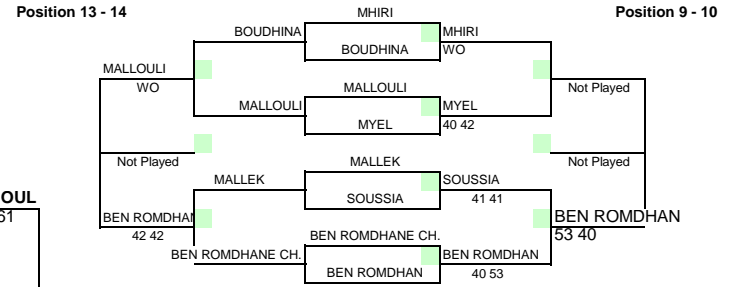 Position 13 - 14
Position 9 - 10
MHIRI
BOUDHINA
MHIRI
BOUDHINA
WO
MALLOULI
WO
MALLOULI
Not Played
MALLOULI
MYEL
MYEL
40 42
Not Played
MALLEK
Not Played
MALLEK
SOUSSIA
SOUSSIA
41 41
OUL
61
BEN ROMDHAN
42 42
BEN ROMDHAN
53 40
BEN ROMDHANE CH.
BEN ROMDHANE CH.
BEN ROMDHAN
BEN ROMDHAN
40 53